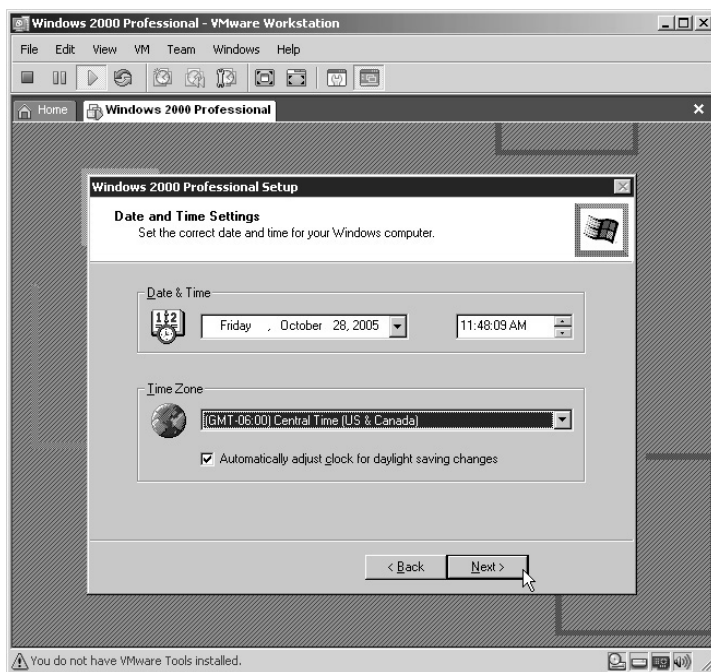 Windows 2000 Professional - VMware Workstation
File Edit View VM Team Windows Help
Home Windows 2000 Professional
Windows 2000 Professional Setup
Date and Time Settings
Set the correct date and time for your Windows computer.
Date & Time
Friday , October 28, 2005 11:48:09 AM
Time Zone
(GMT-06:00) Central Time (US & Canada)
Automatically adjust clock for daylight saving changes
< Back Next >
You do not have VMware Tools installed.